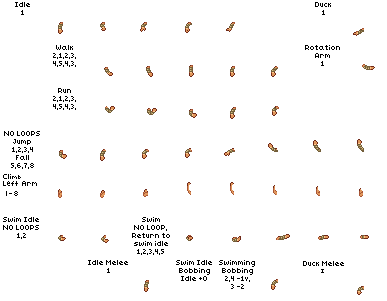 Idle
1
Duck
1
Walk
2,1,2,3,
4,5,4,3,
Rotation
Arm
1
Run
2,1,2,3,
4,5,4,3,
NO LOOPS
Jump
1,2,3,4
Fall
5,6,7,8
Climb
Left Arm
1-8
Swim Idle
NO LOOPS
1,2
Swim
NO LOOP,
Return to
swim idle
1,2,3,4,5
Swim Idle
Bobbing
Idle +0
Swimming
Bobbing
2,4 -1v,
3 -2
Idle Melee
1
Duck Melee
1